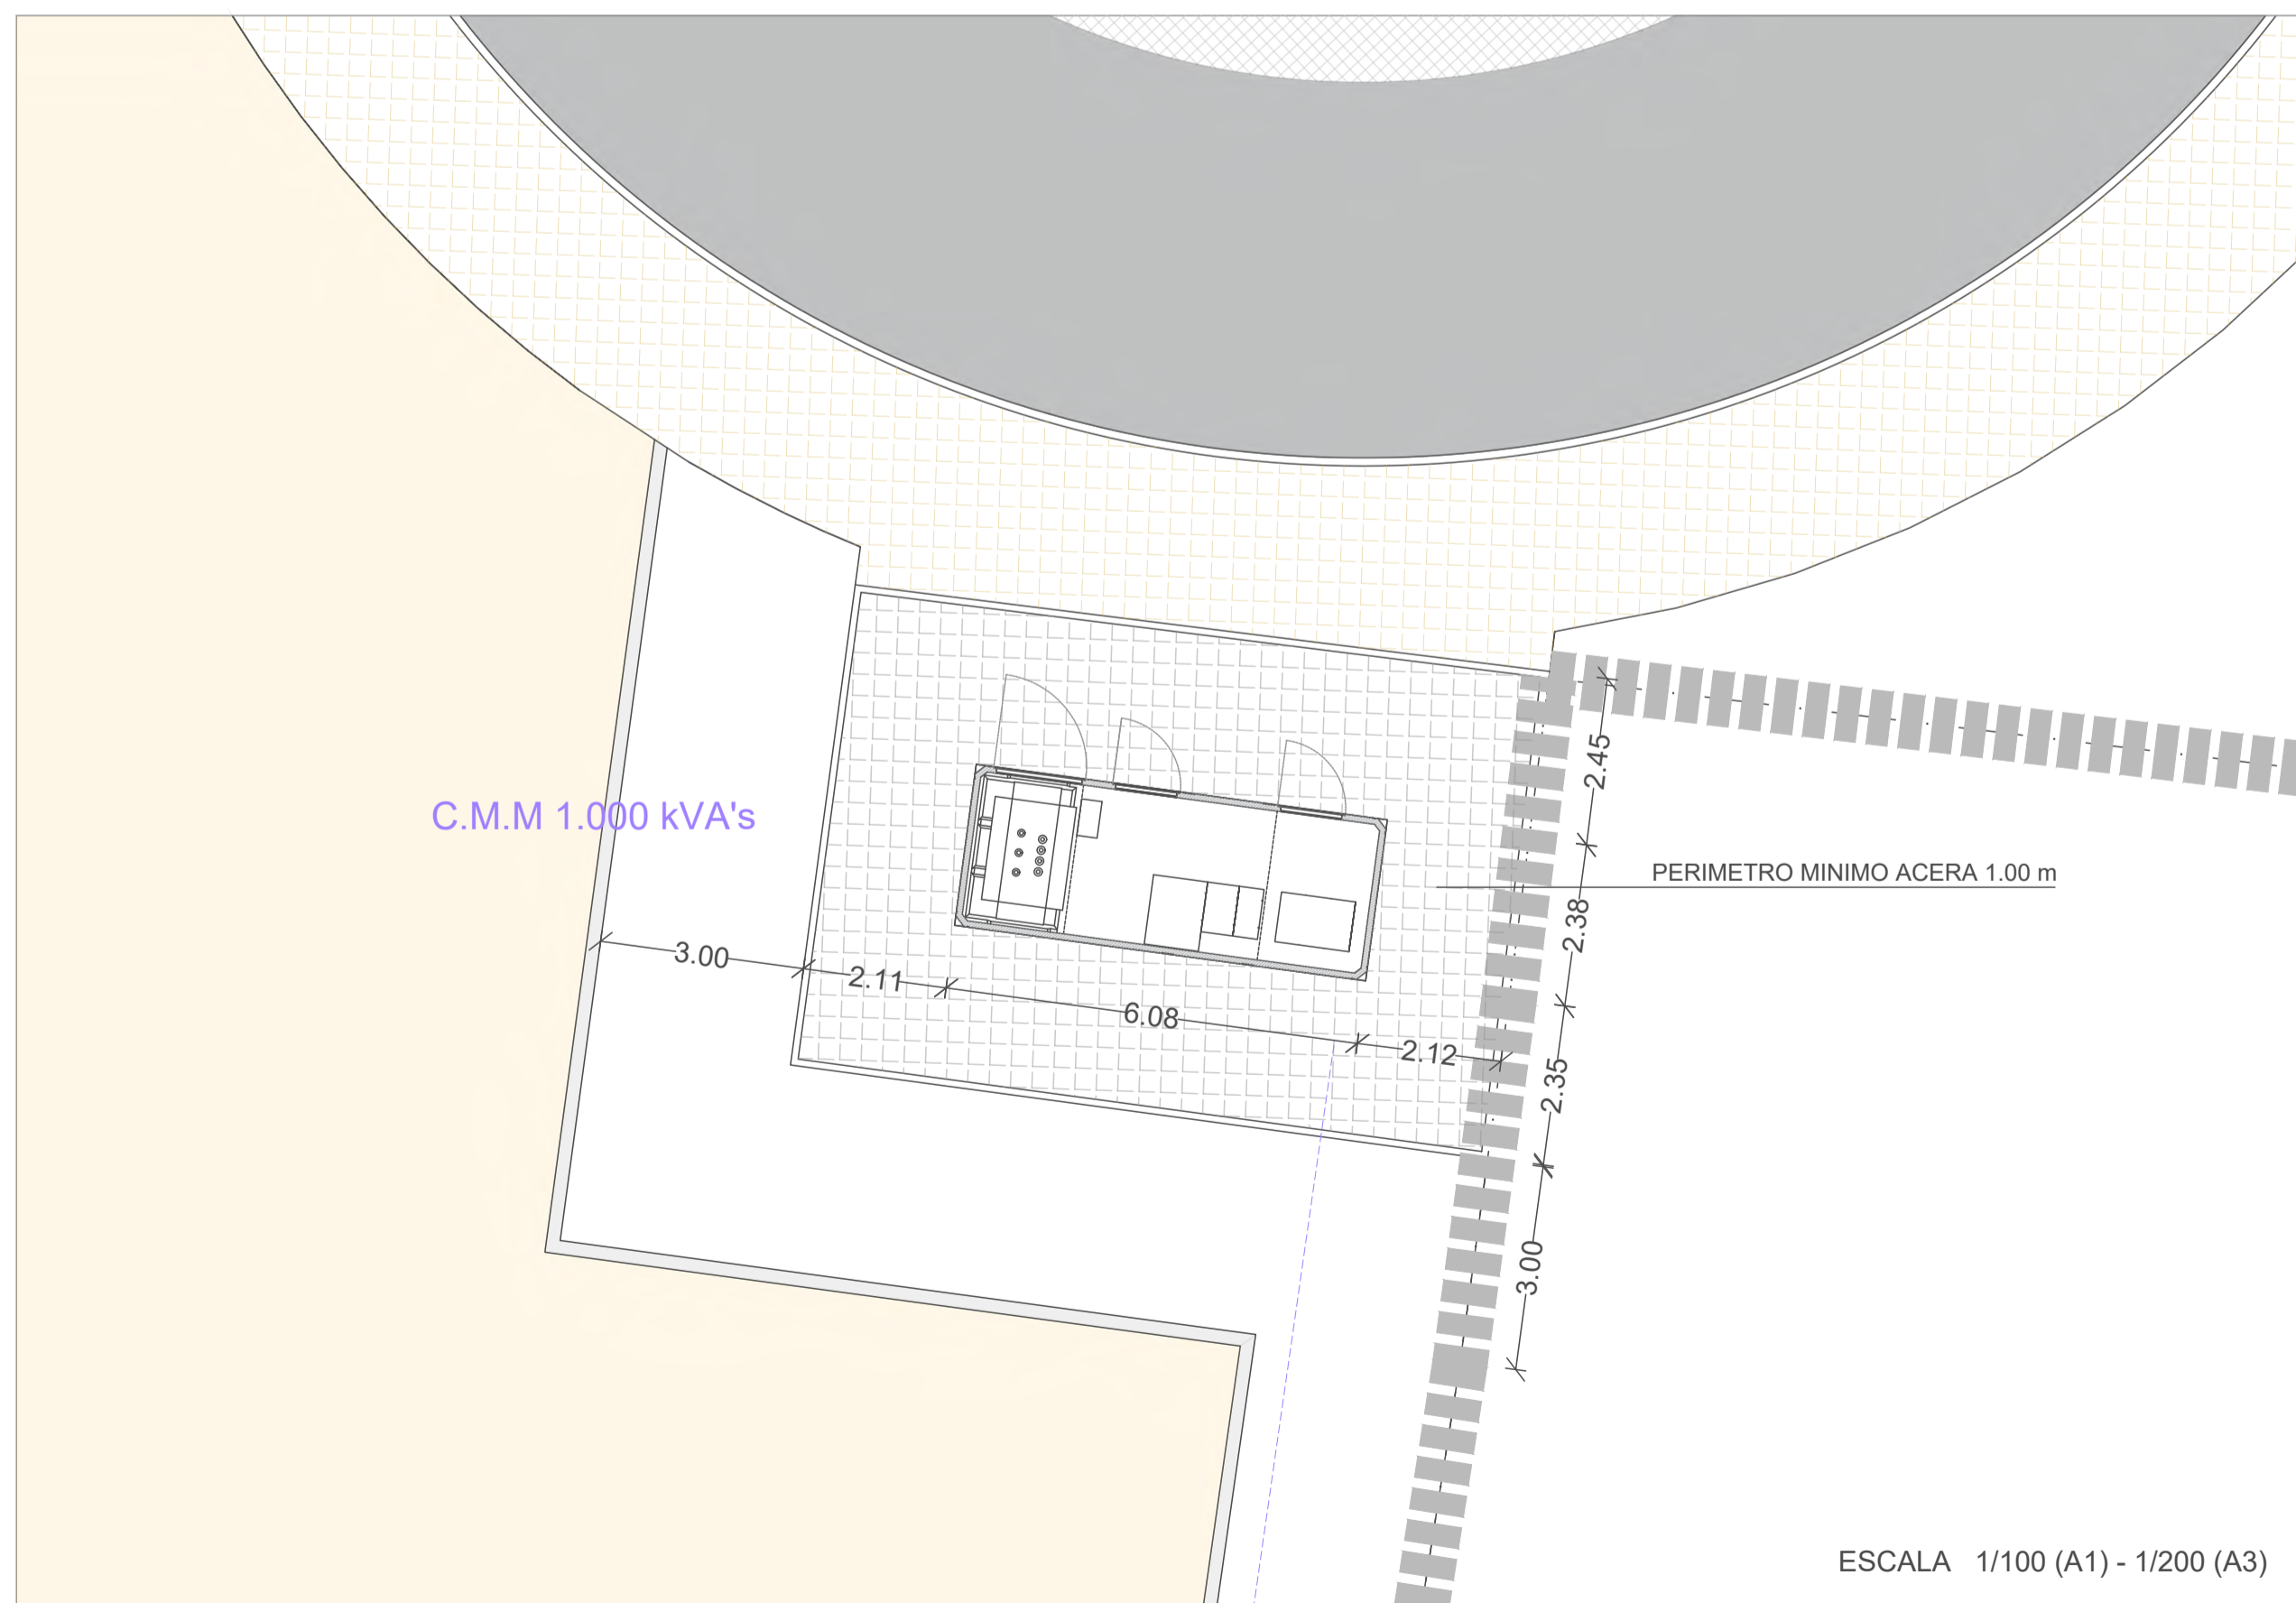 2.45
C.M.M 1.000 kVA's
PERIMETRO MINIMO ACERA 1.00 m
2.38
3.00
2.11
6.08
2.12
2.35
3.00
ESCALA 1/100 (A1) - 1/200 (A3)